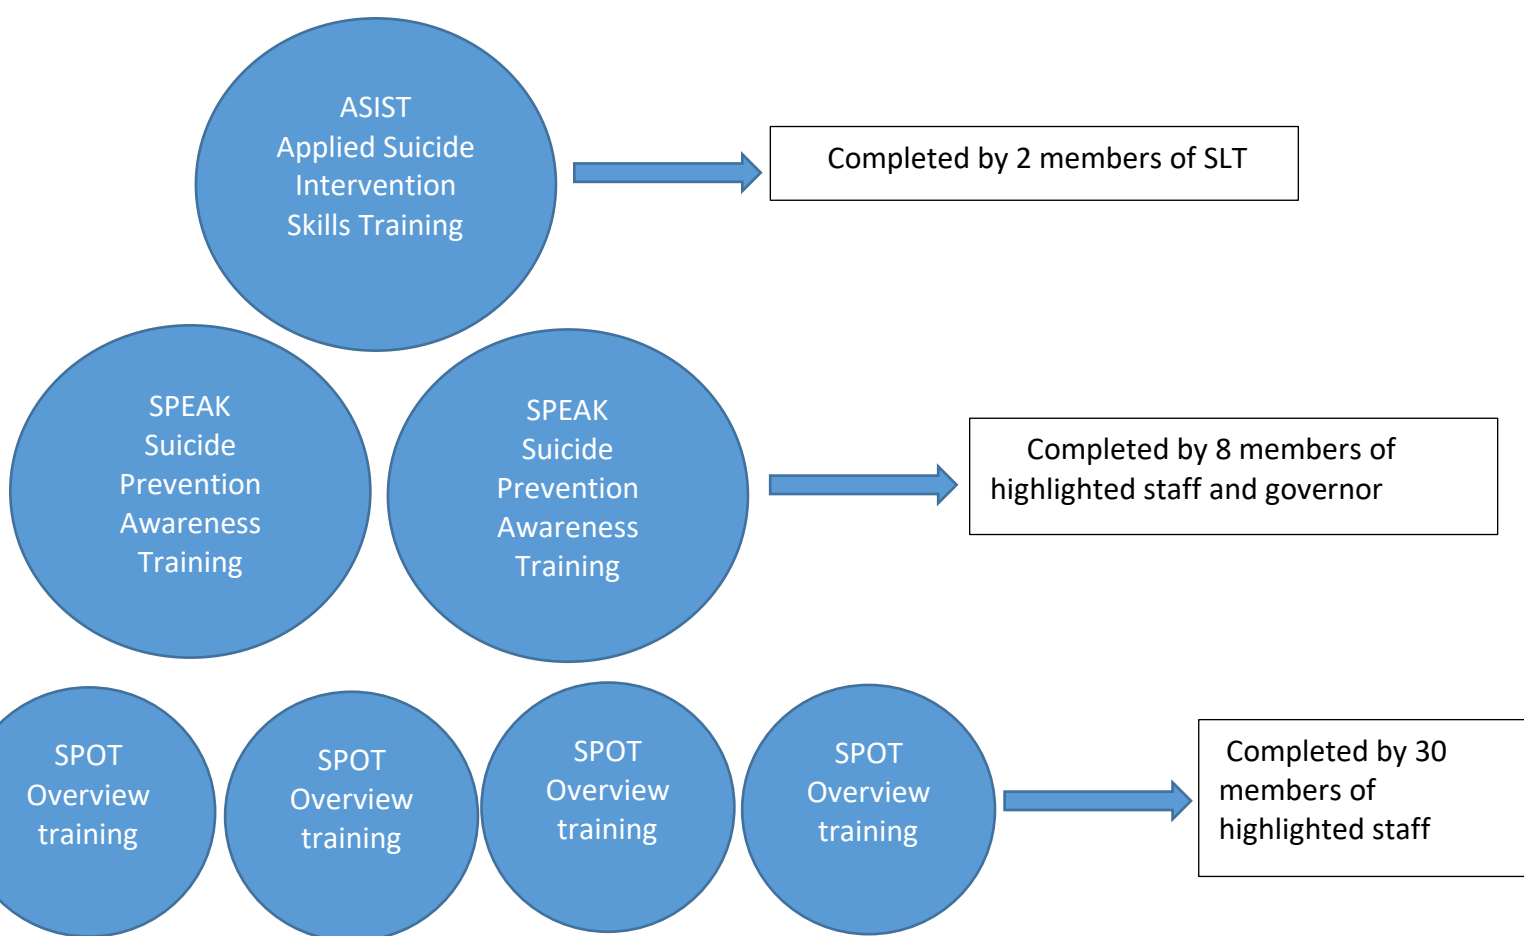 ASIST
Applied Suicide
Intervention
Skills Training
Completed by 2 members of SLT
SPEAK
Suicide
Prevention
Awareness
Training
SPEAK
Suicide
Prevention
Awareness
Training
Completed by 8 members of
highlighted staff and governor
SPOT
Overview
training
SPOT
Overview
training
SPOT
Overview
training
SPOT
Overview
training
Completed by 30
members of
highlighted staff